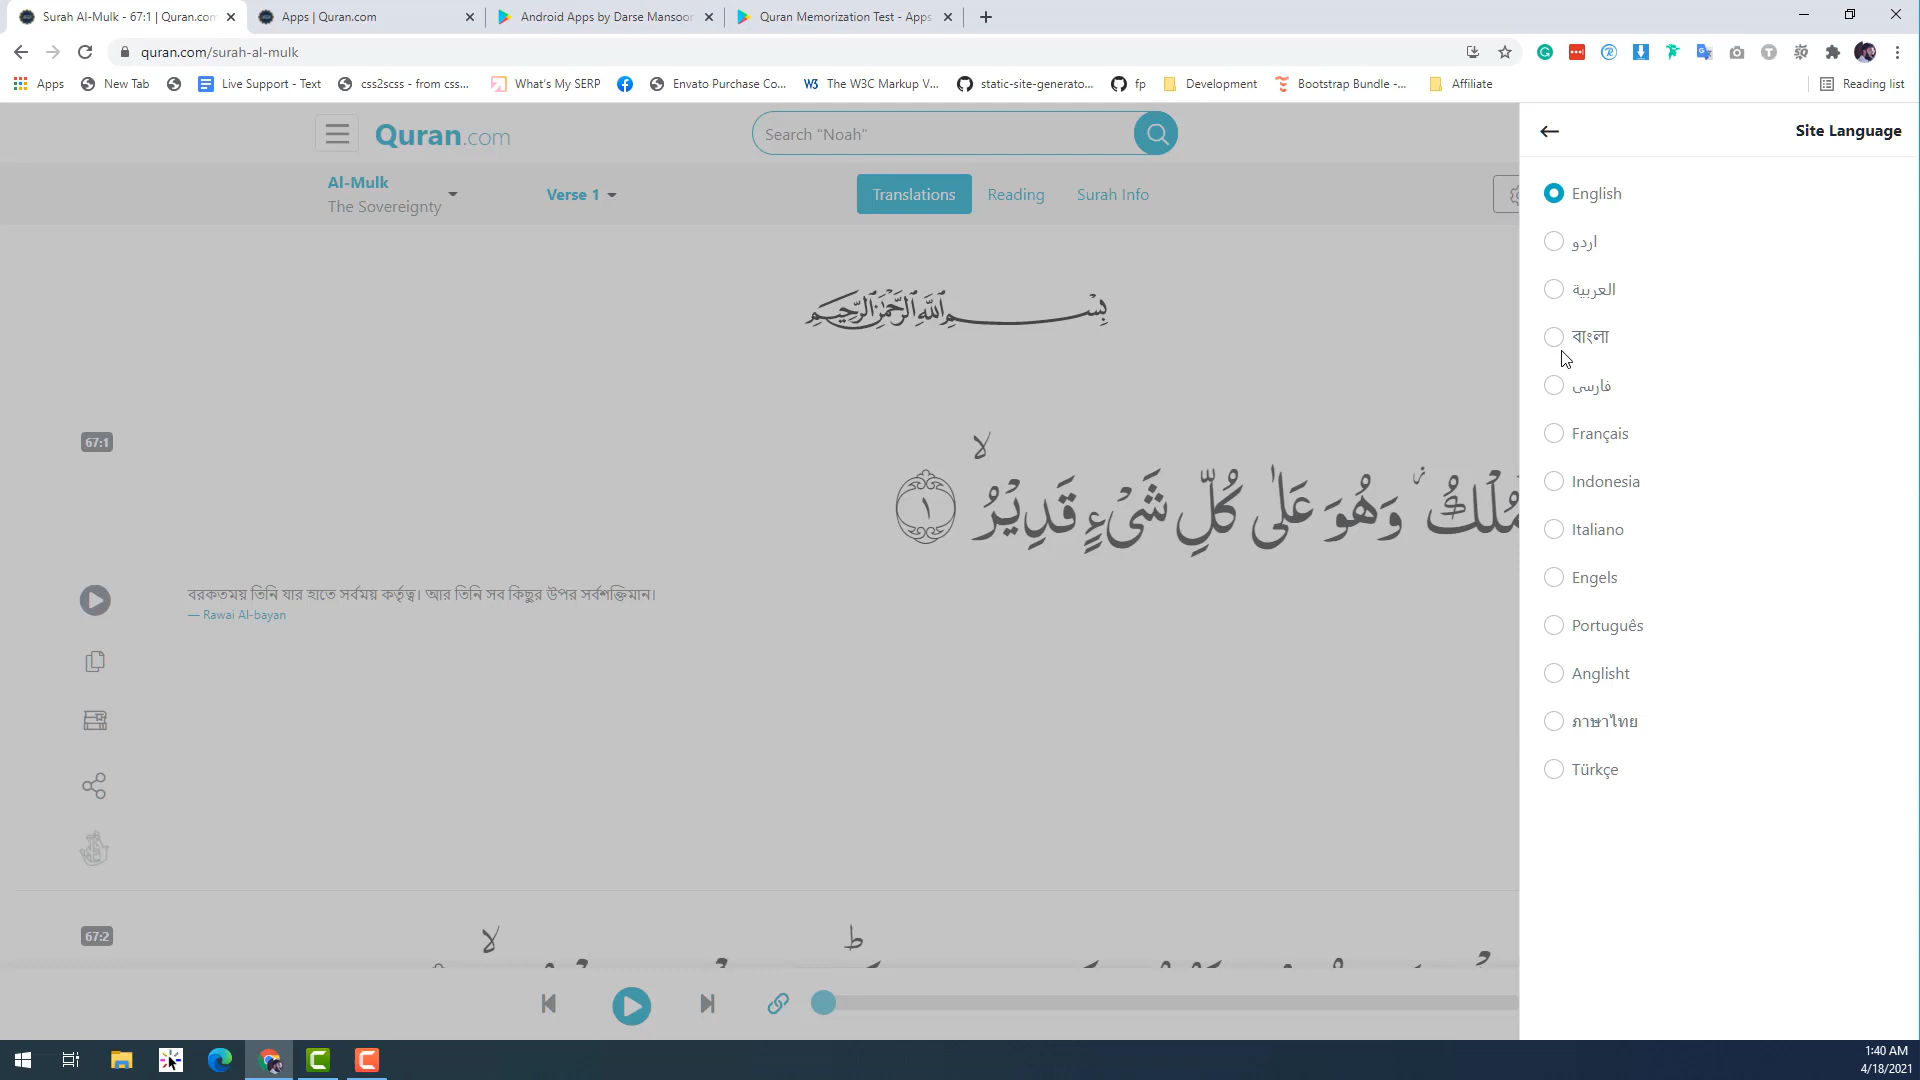 Surah Al-Mulk - 67:1 | Quran.com
Apps | Quran.com
Android Apps by Darse Mansoor
Quran Memorization Test - Apps
quran.com/surah-al-mulk
Apps
New Tab
Live Support - Text
css2scss - from css...
What's My SERP
Envato Purchase Co...
The W3C Markup V...
static-site-generato...
fp
Development
Bootstrap Bundle -...
Affiliate
Reading list
Quran.com
Search "Noah"
Site Language
Al-Mulk
The Sovereignty
Verse 1
Translations
Reading
Surah Info
English
اردو
العربية
বাংলা
فارسی
Français
Indonesia
Italiano
Engels
Português
Anglisht
ภาษาไทย
Türkçe
بِسْمِ ٱللَّهِ ٱلرَّحْمَٰنِ ٱلرَّحِيمِ
67:1
وَهُوَ عَلٰى كُلِّ شَىْءٍ قَدِيْرُ ۙ ١
বরকতময় তিনি যার হাতে সর্বময় কর্তৃত্ব। আর তিনি সব কিছুর উপর সর্বশক্তিমান।
— Rawai Al-bayan
67:2
1:40 AM
4/18/2021